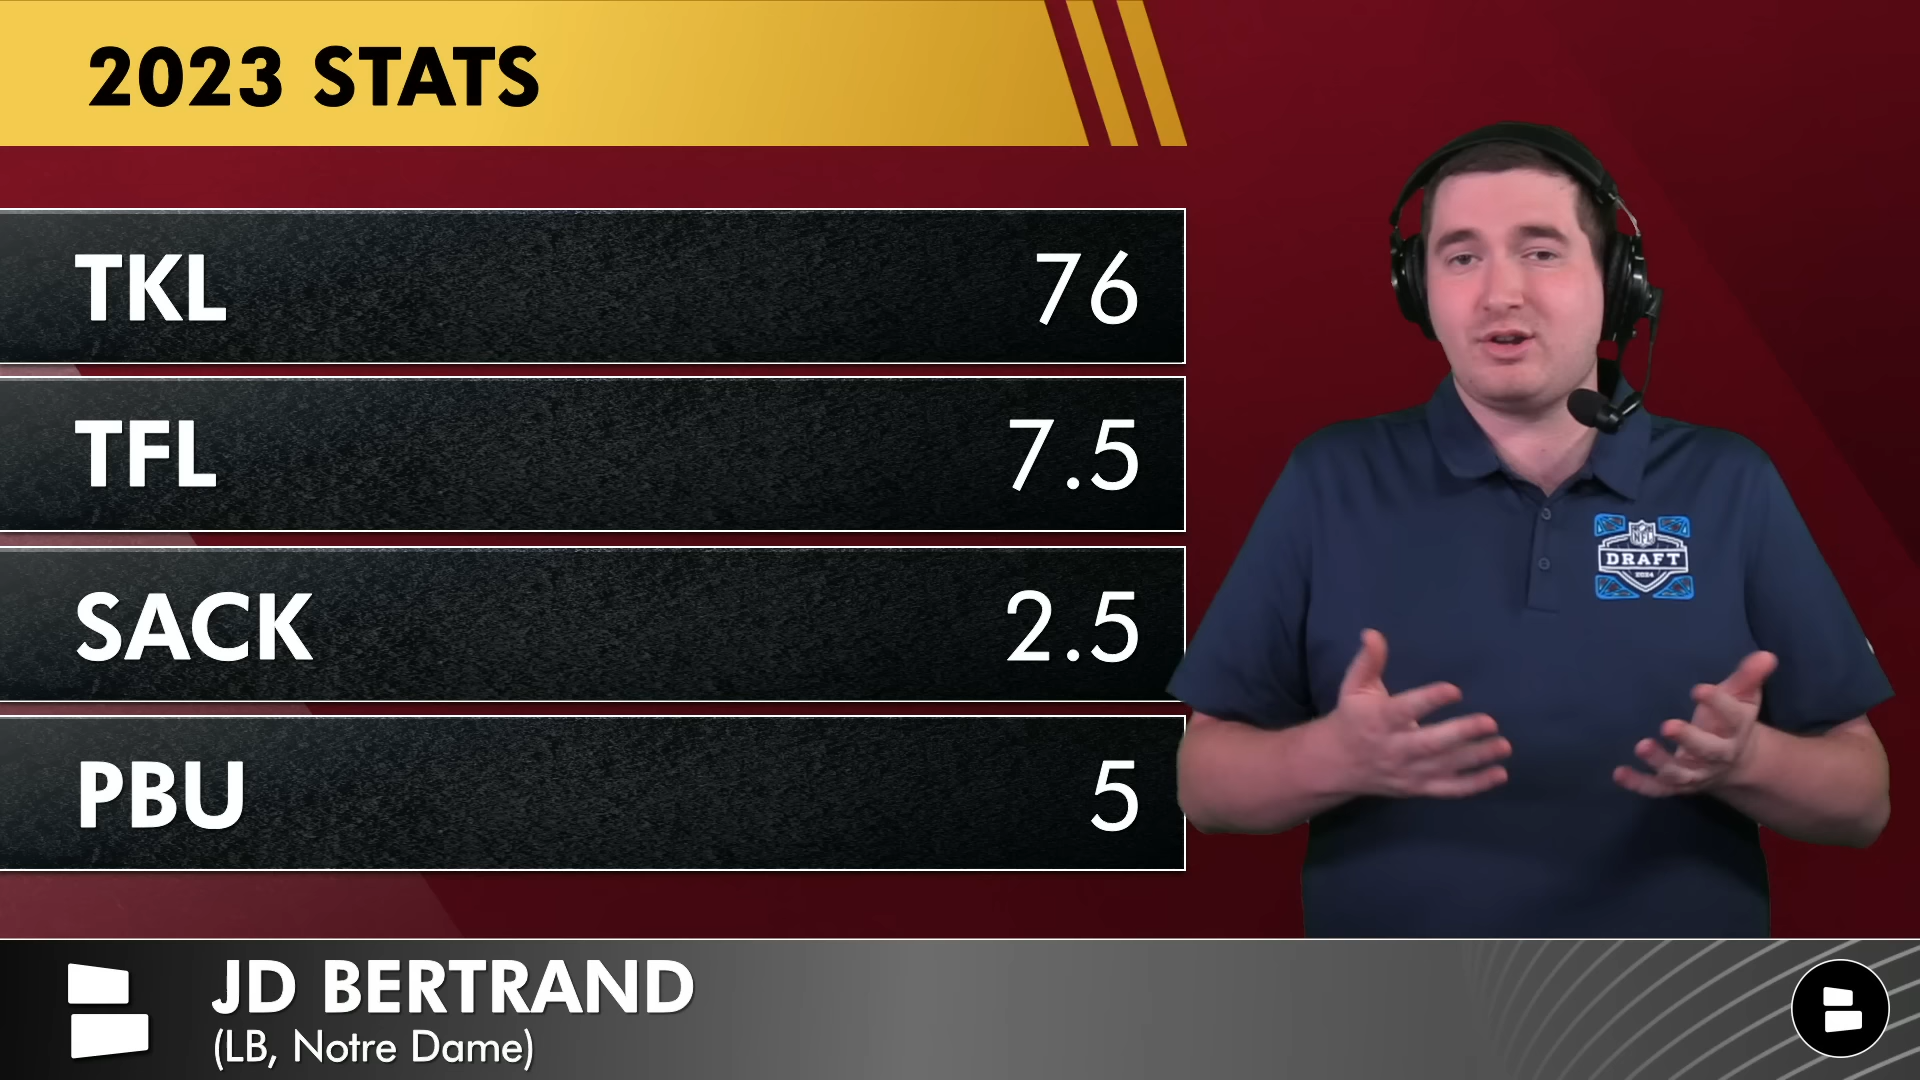 2023 STATS
TKL 76
TFL 7.5
SACK 2.5
PBU 5
NFL
DRAFT
2024
JD BERTRAND
(LB, Notre Dame)